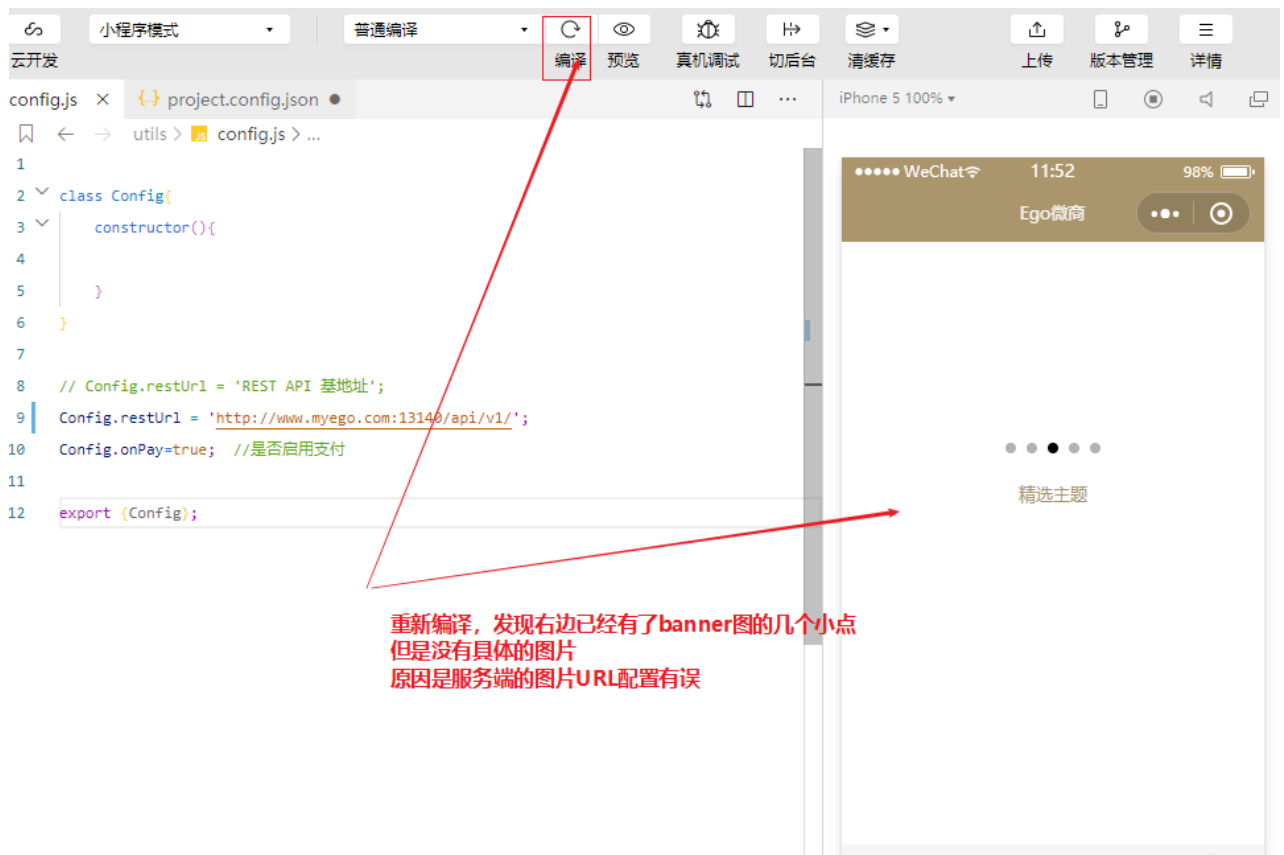 小程序模式
普通编译
云开发
编译
预览
真机调试
切后台
清缓存
上传
版本管理
详情
config.js
{..} project.config.json
iPhone 5 100%
utils > JS config.js > ...
1
2 class Config{
3 constructor(){
4
5 }
6 }
7
8 // Config.restUrl = 'REST API 基地址';
9 Config.restUrl = 'http://www.myego.com:13140/api/v1/';
10 Config.onPay=true; //是否启用支付
11
12 export {Config};
WeChat
11:52
98%
Ego微商
精选主题
重新编译，发现右边已经有了banner图的几个小点
但是没有具体的图片
原因是服务端的图片URL配置有误